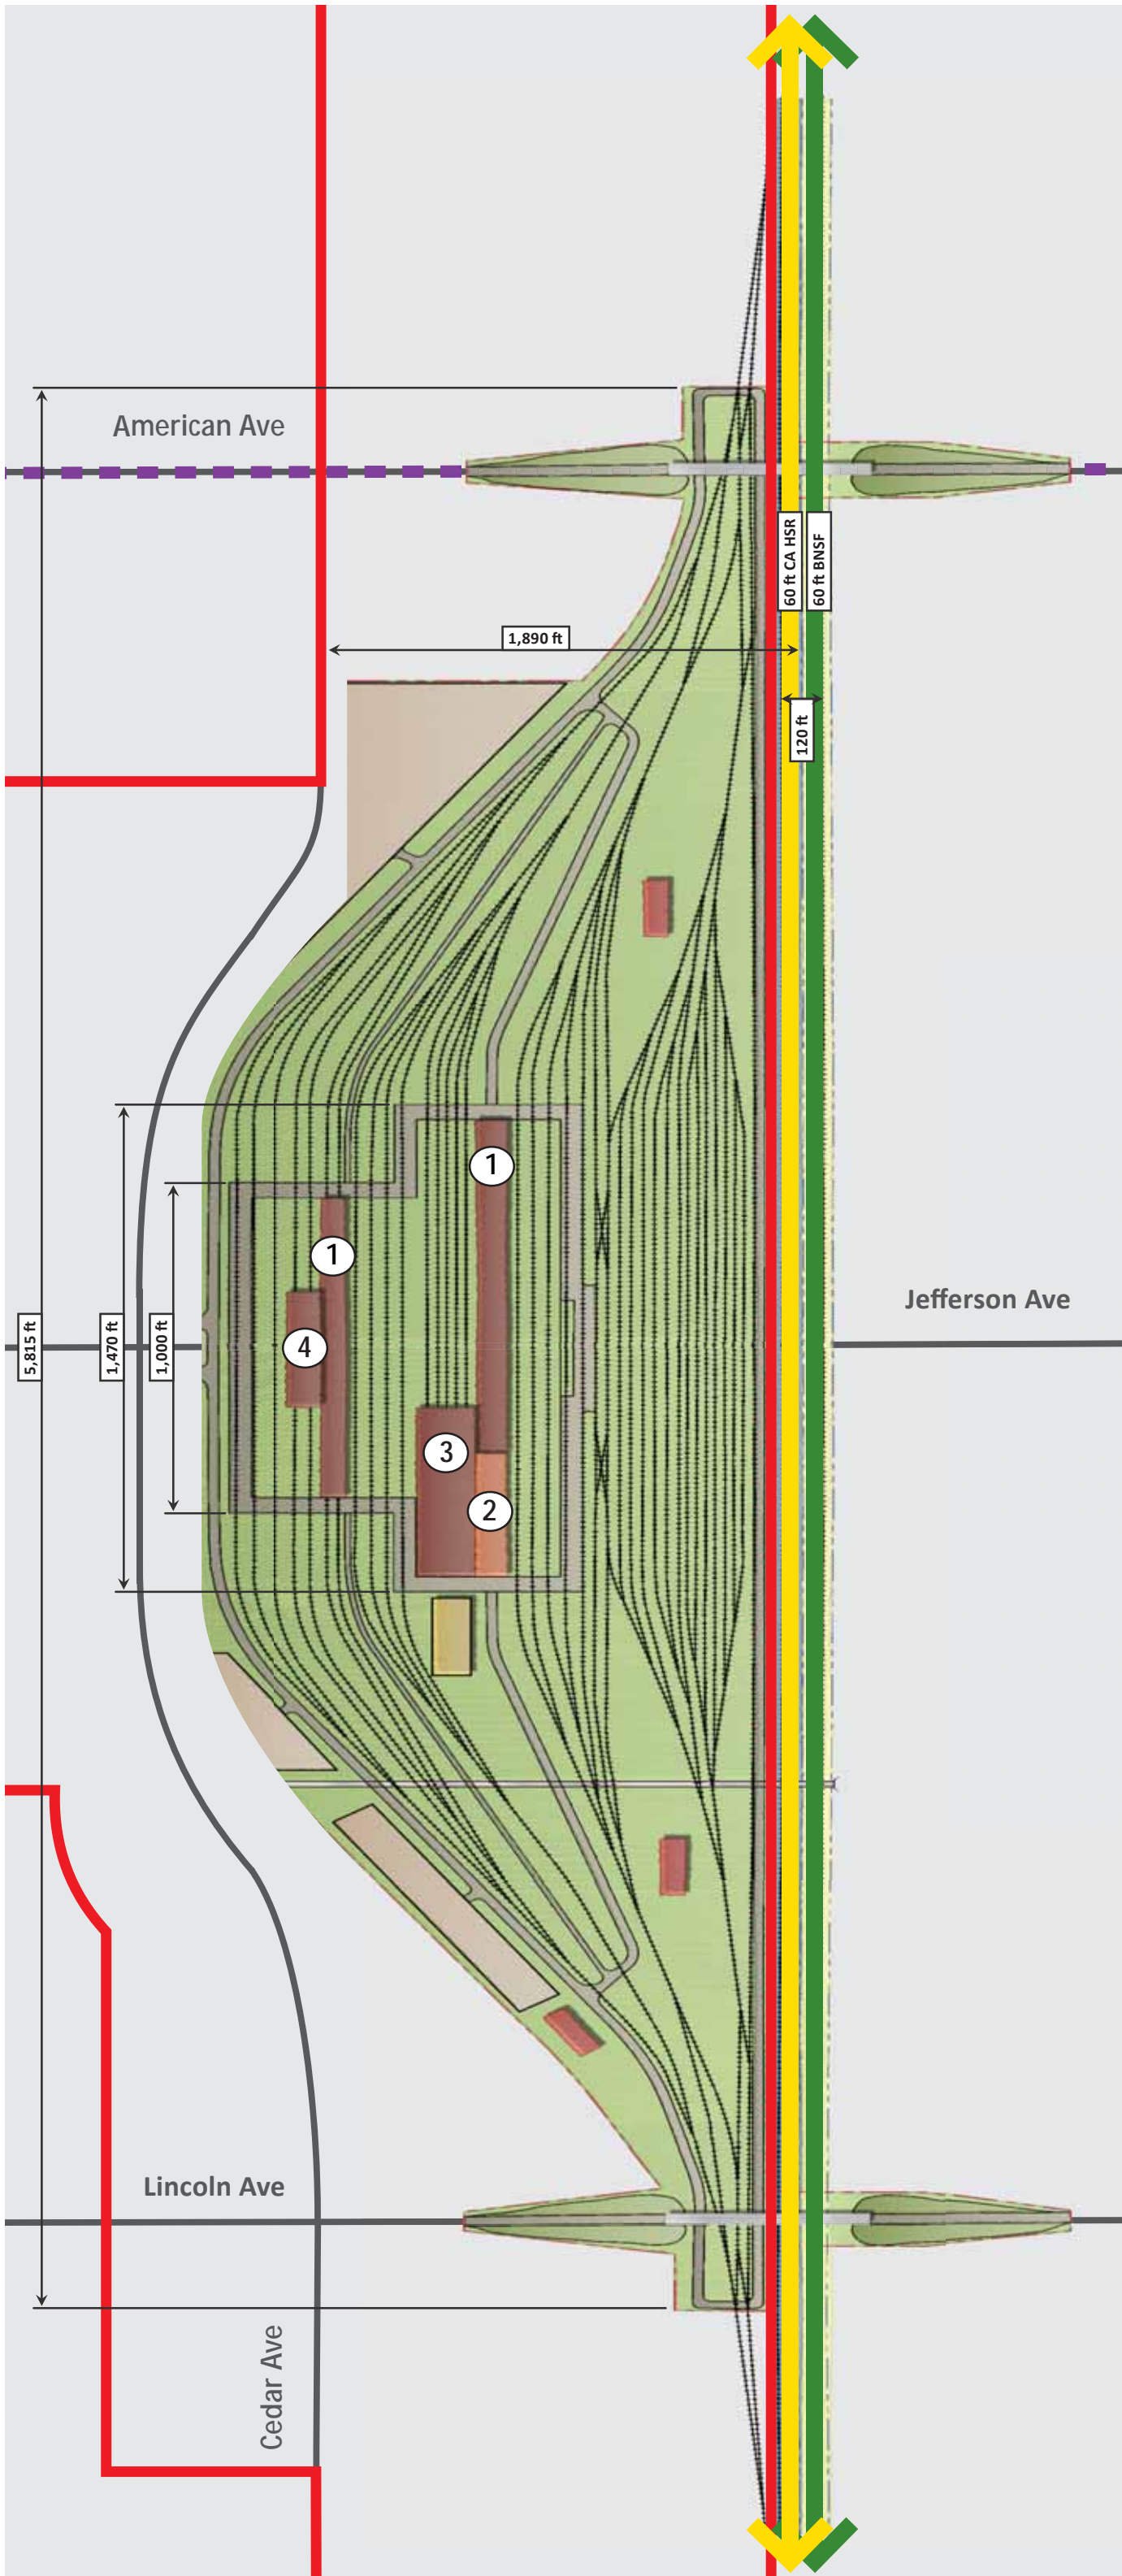 American Ave
60 ft CA HSR
60 ft BNSF
1,890 ft
120 ft
1
1
Jefferson Ave
5,815 ft
1,470 ft
1,000 ft
4
3
2
Lincoln Ave
Cedar Ave